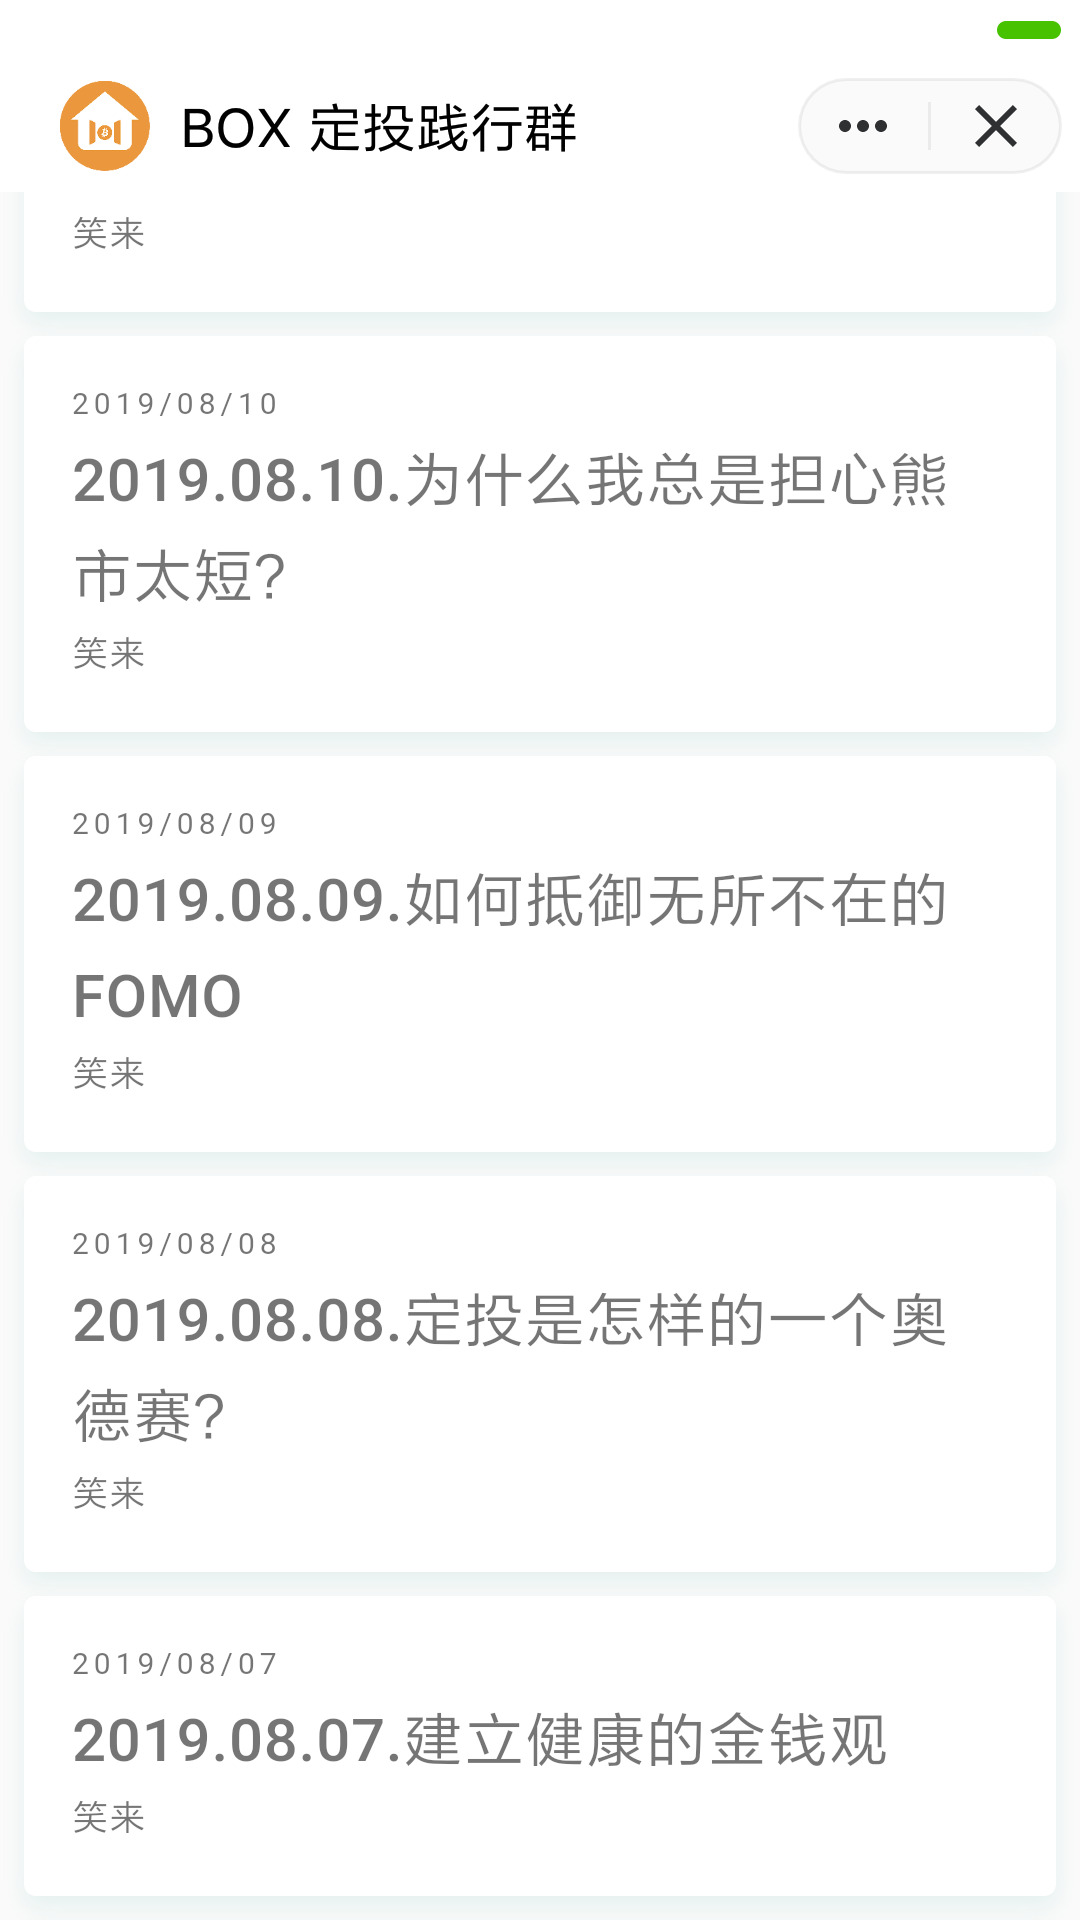 BOX 定投践行群
笑来
2019/08/10
2019.08.10.为什么我总是担心熊
市太短?
笑来
2019/08/09
2019.08.09.如何抵御无所不在的
FOMO
笑来
2019/08/08
2019.08.08.定投是怎样的一个奥
德赛?
笑来
2019/08/07
2019.08.07.建立健康的金钱观
笑来